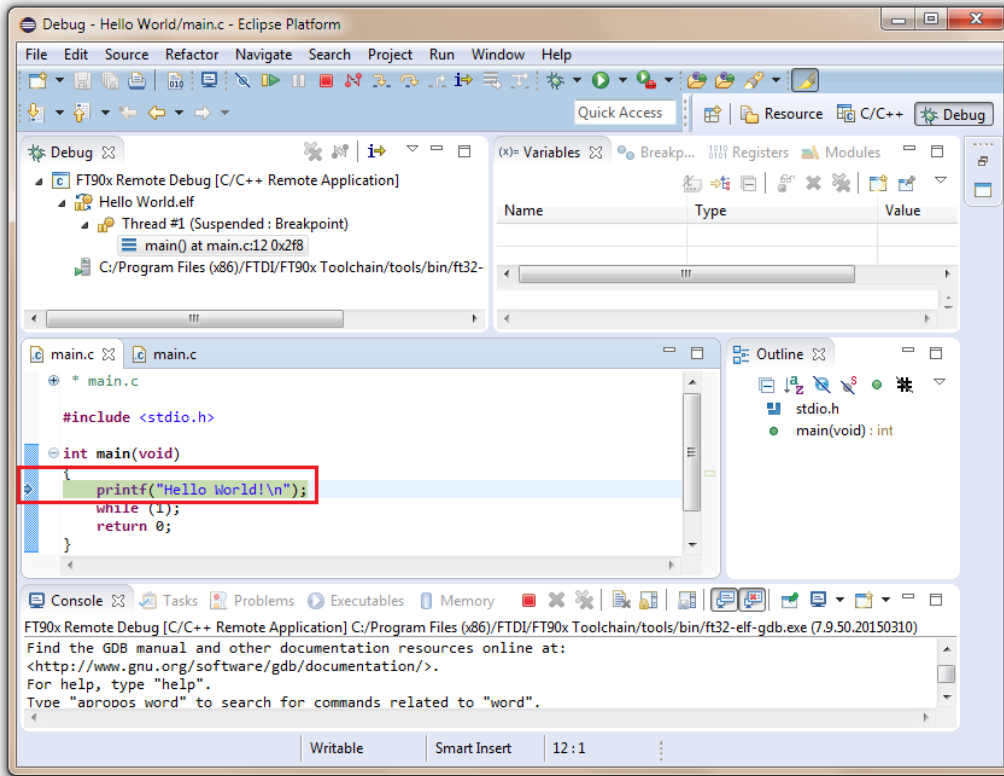 Debug - Hello World/main.c - Eclipse Platform
File Edit Source Refactor Navigate Search Project Run Window Help
Quick Access Resource C/C++ Debug
Debug
FT90x Remote Debug [C/C++ Remote Application]
Hello World.elf
Thread #1 (Suspended : Breakpoint)
main() at main.c:12 0x2f8
C:/Program Files (x86)/FTDI/FT90x Toolchain/tools/bin/ft32-
(x)= Variables Breakp... Registers Modules
Name Type Value
main.c main.c
* main.c
#include <stdio.h>
int main(void)
{
printf("Hello World!\n");
while (1);
return 0;
}
Outline
stdio.h
main(void) : int
Console Tasks Problems Executables Memory
FT90x Remote Debug [C/C++ Remote Application] C:/Program Files (x86)/FTDI/FT90x Toolchain/tools/bin/ft32-elf-gdb.exe (7.9.50.20150310)
Find the GDB manual and other documentation resources online at:
<http://www.gnu.org/software/gdb/documentation/>.
For help, type "help".
Type "apropos word" to search for commands related to "word".
Writable Smart Insert 12 : 1